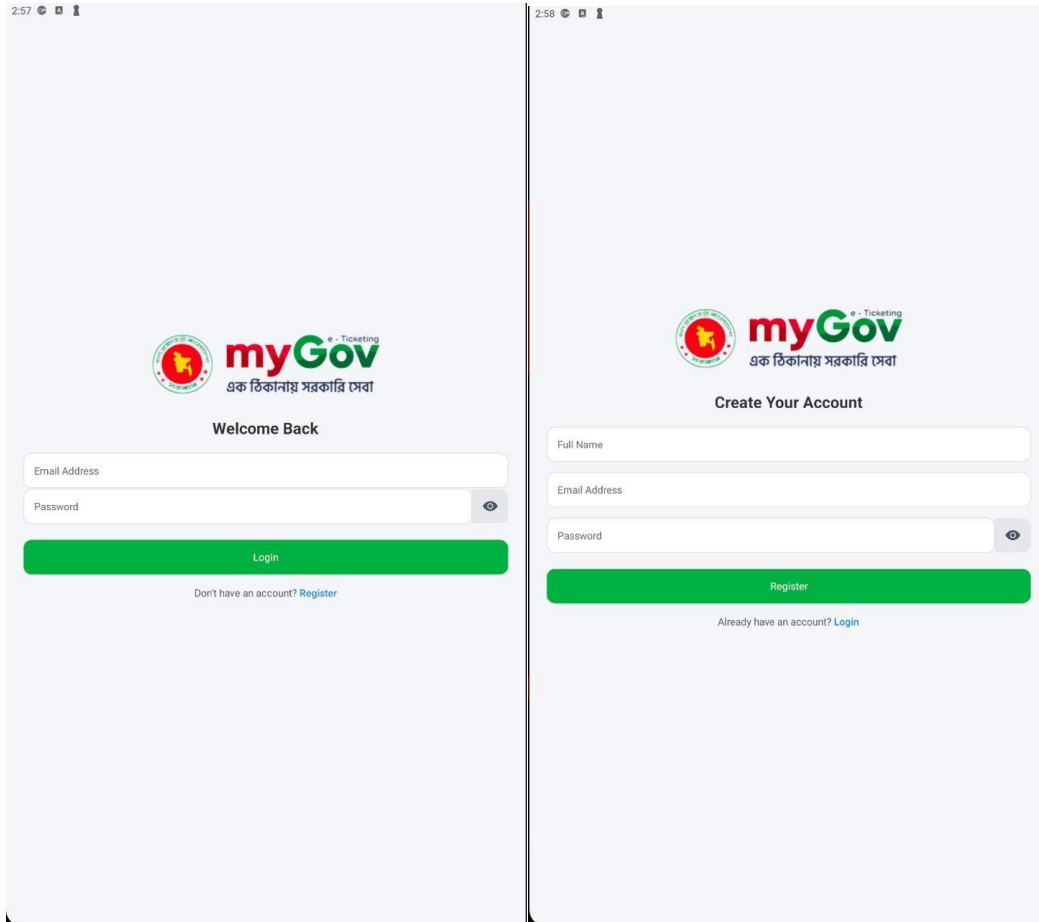 2:57
e - Ticketing
myGov
এক ঠিকানায় সরকারি সেবা
Welcome Back
Email Address
Password
Login
Don't have an account? Register
2:58
e - Ticketing
myGov
এক ঠিকানায় সরকারি সেবা
Create Your Account
Full Name
Email Address
Password
Register
Already have an account? Login